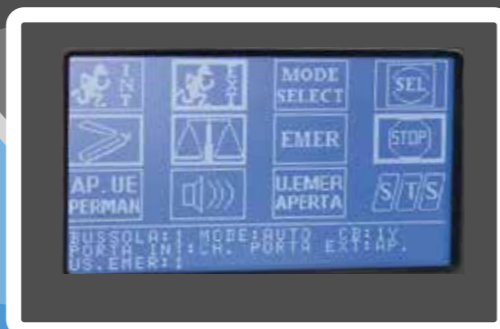 INT
EXT
MODE
SELECT
SEL
EMER
STOP
AP.UE
PERMAN
U.EMER
APERTA
STS
BUSSOLA:1 MODE:AUTO CB:1V
PORTA INT:CH. PORTA EXT:AP.
US.EMER:1